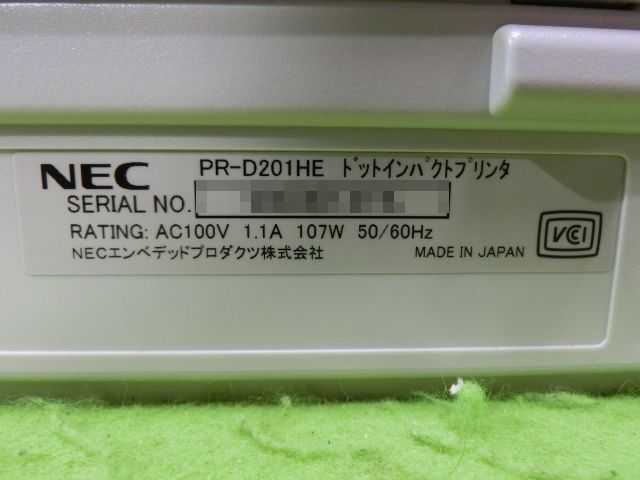 NEC PR-D201HE ﾄﾞｯﾄｲﾝﾊﾟｸﾄﾌﾟﾘﾝﾀ
SERIAL NO.
RATING: AC100V 1.1A 107W 50/60Hz
NECエンベデッドプロダクツ株式会社 MADE IN JAPAN
VCCI